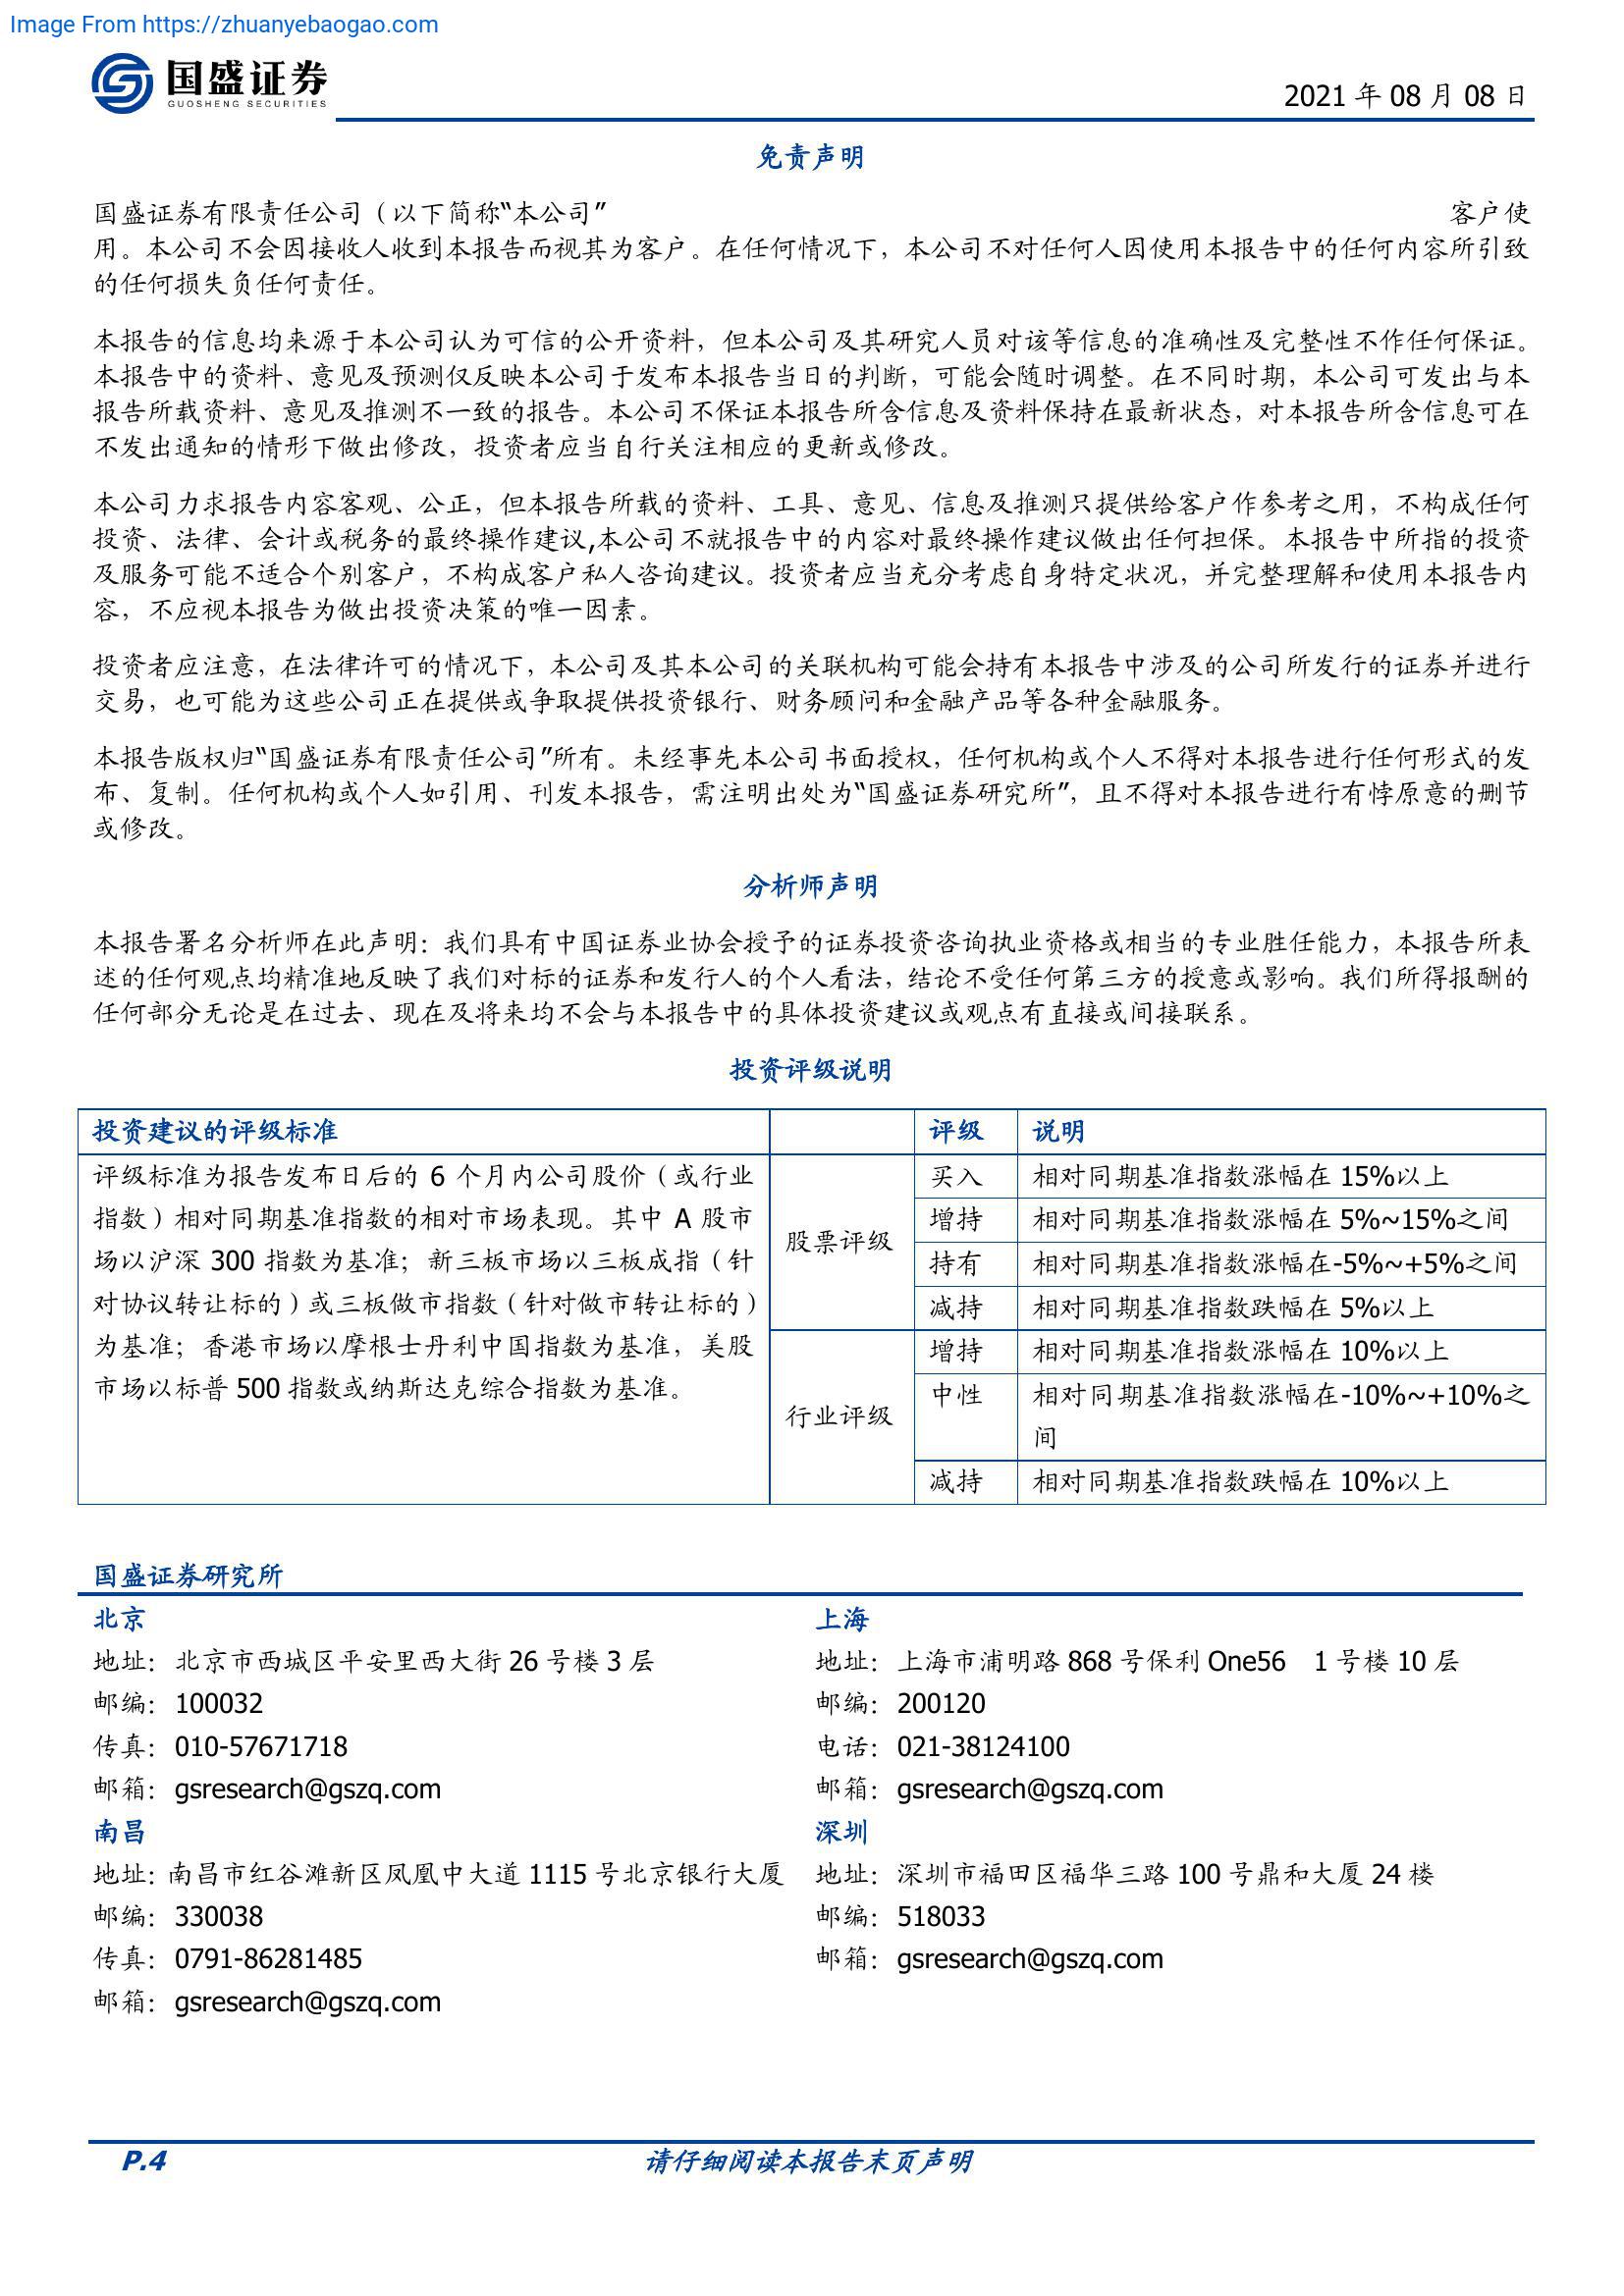 Image From https://zhuanyebaogao.com
国盛证券
GUOSHENG SECURITIES
2021 年 08 月 08 日
免责声明
国盛证券有限责任公司（以下简称“本公司” 客户使
用。本公司不会因接收人收到本报告而视其为客户。在任何情况下，本公司不对任何人因使用本报告中的任何内容所引致
的任何损失负任何责任。
本报告的信息均来源于本公司认为可信的公开资料，但本公司及其研究人员对该等信息的准确性及完整性不作任何保证。
本报告中的资料、意见及预测仅反映本公司于发布本报告当日的判断，可能会随时调整。在不同时期，本公司可发出与本
报告所载资料、意见及推测不一致的报告。本公司不保证本报告所含信息及资料保持在最新状态，对本报告所含信息可在
不发出通知的情形下做出修改，投资者应当自行关注相应的更新或修改。
本公司力求报告内容客观、公正，但本报告所载的资料、工具、意见、信息及推测只提供给客户作参考之用，不构成任何
投资、法律、会计或税务的最终操作建议,本公司不就报告中的内容对最终操作建议做出任何担保。本报告中所指的投资
及服务可能不适合个别客户，不构成客户私人咨询建议。投资者应当充分考虑自身特定状况，并完整理解和使用本报告内
容，不应视本报告为做出投资决策的唯一因素。
投资者应注意，在法律许可的情况下，本公司及其本公司的关联机构可能会持有本报告中涉及的公司所发行的证券并进行
交易，也可能为这些公司正在提供或争取提供投资银行、财务顾问和金融产品等各种金融服务。
本报告版权归“国盛证券有限责任公司”所有。未经事先本公司书面授权，任何机构或个人不得对本报告进行任何形式的发
布、复制。任何机构或个人如引用、刊发本报告，需注明出处为“国盛证券研究所”，且不得对本报告进行有悖原意的删节
或修改。
分析师声明
本报告署名分析师在此声明：我们具有中国证券业协会授予的证券投资咨询执业资格或相当的专业胜任能力，本报告所表
述的任何观点均精准地反映了我们对标的证券和发行人的个人看法，结论不受任何第三方的授意或影响。我们所得报酬的
任何部分无论是在过去、现在及将来均不会与本报告中的具体投资建议或观点有直接或间接联系。
投资评级说明
投资建议的评级标准 评级 说明
评级标准为报告发布日后的 6 个月内公司股价（或行业
指数）相对同期基准指数的相对市场表现。其中 A 股市
场以沪深 300 指数为基准；新三板市场以三板成指（针
对协议转让标的）或三板做市指数（针对做市转让标的）
为基准；香港市场以摩根士丹利中国指数为基准，美股
市场以标普 500 指数或纳斯达克综合指数为基准。
股票评级
买入 相对同期基准指数涨幅在 15%以上
增持 相对同期基准指数涨幅在 5%~15%之间
持有 相对同期基准指数涨幅在-5%~+5%之间
减持 相对同期基准指数跌幅在 5%以上
行业评级
增持 相对同期基准指数涨幅在 10%以上
中性 相对同期基准指数涨幅在-10%~+10%之
间
减持 相对同期基准指数跌幅在 10%以上
国盛证券研究所
北京
地址：北京市西城区平安里西大街 26 号楼 3 层
邮编：100032
传真：010-57671718
邮箱：gsresearch@gszq.com
上海
地址：上海市浦明路 868 号保利 One56 1 号楼 10 层
邮编：200120
电话：021-38124100
邮箱：gsresearch@gszq.com
南昌
地址：南昌市红谷滩新区凤凰中大道 1115 号北京银行大厦
邮编：330038
传真：0791-86281485
邮箱：gsresearch@gszq.com
深圳
地址：深圳市福田区福华三路 100 号鼎和大厦 24 楼
邮编：518033
邮箱：gsresearch@gszq.com
P.4
请仔细阅读本报告末页声明